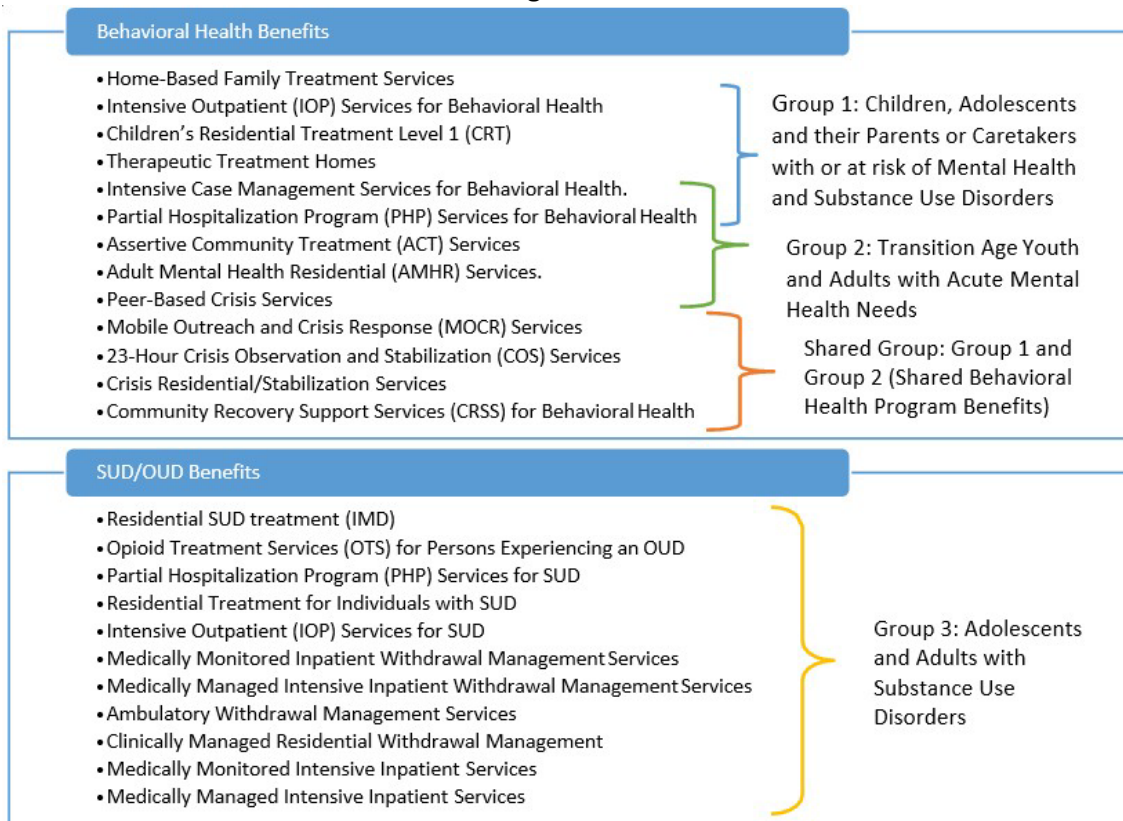 Behavioral Health Benefits
•Home-Based Family Treatment Services
•Intensive Outpatient (IOP) Services for Behavioral Health
•Children's Residential Treatment Level 1 (CRT)
•Therapeutic Treatment Homes
•Intensive Case Management Services for Behavioral Health.
•Partial Hospitalization Program (PHP) Services for Behavioral Health
•Assertive Community Treatment (ACT) Services
•Adult Mental Health Residential (AMHR) Services.
•Peer-Based Crisis Services
•Mobile Outreach and Crisis Response (MOCR) Services
•23-Hour Crisis Observation and Stabilization (COS) Services
•Crisis Residential/Stabilization Services
•Community Recovery Support Services (CRSS) for Behavioral Health
Group 1: Children, Adolescents
and their Parents or Caretakers
with or at risk of Mental Health
and Substance Use Disorders
Group 2: Transition Age Youth
and Adults with Acute Mental
Health Needs
Shared Group: Group 1 and
Group 2 (Shared Behavioral
Health Program Benefits)
SUD/OUD Benefits
•Residential SUD treatment (IMD)
•Opioid Treatment Services (OTS) for Persons Experiencing an OUD
•Partial Hospitalization Program (PHP) Services for SUD
•Residential Treatment for Individuals with SUD
•Intensive Outpatient (IOP) Services for SUD
•Medically Monitored Inpatient Withdrawal Management Services
•Medically Managed Intensive Inpatient Withdrawal Management Services
•Ambulatory Withdrawal Management Services
•Clinically Managed Residential Withdrawal Management
•Medically Monitored Intensive Inpatient Services
•Medically Managed Intensive Inpatient Services
Group 3: Adolescents
and Adults with
Substance Use
Disorders